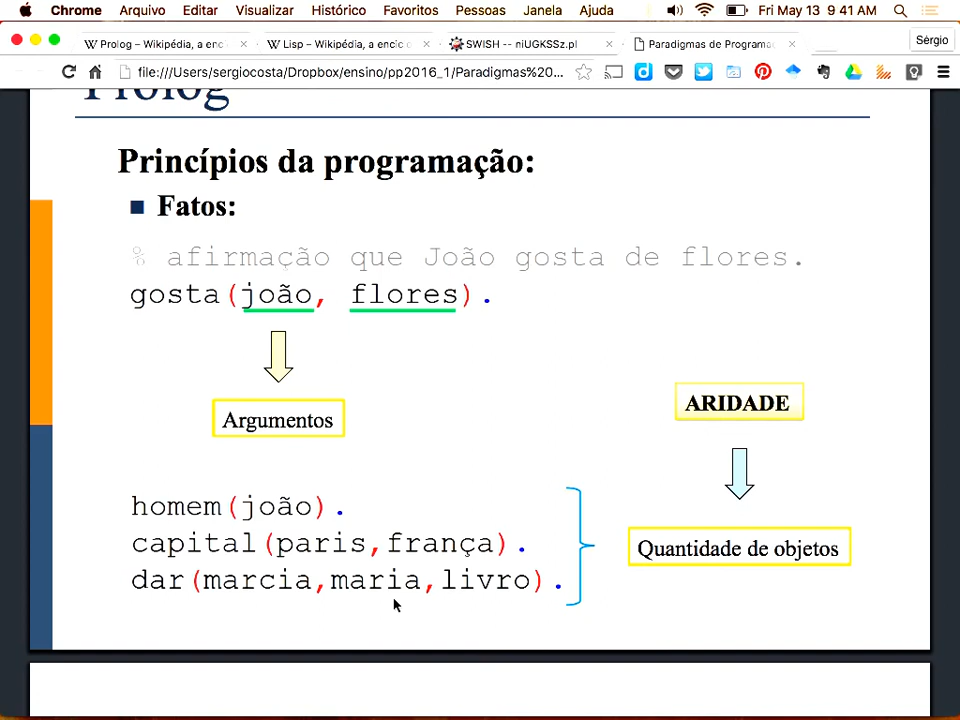 Chrome Arquivo Editar Visualizar Histórico Favoritos Pessoas Janela Ajuda Fri May 13 9 41 AM
Prolog – Wikipédia, a enc Lisp – Wikipédia, a encic SWISH -- niUGKSSz.pl Paradigmas de Programa Sérgio
file:///Users/sergiocosta/Dropbox/ensino/pp2016_1/Paradigmas%20...
Prolog
Princípios da programação:
Fatos:
% afirmação que João gosta de flores.
gosta(joão, flores).
ARIDADE
Argumentos
homem(joão).
capital(paris,frança).
Quantidade de objetos
dar(marcia,maria,livro).